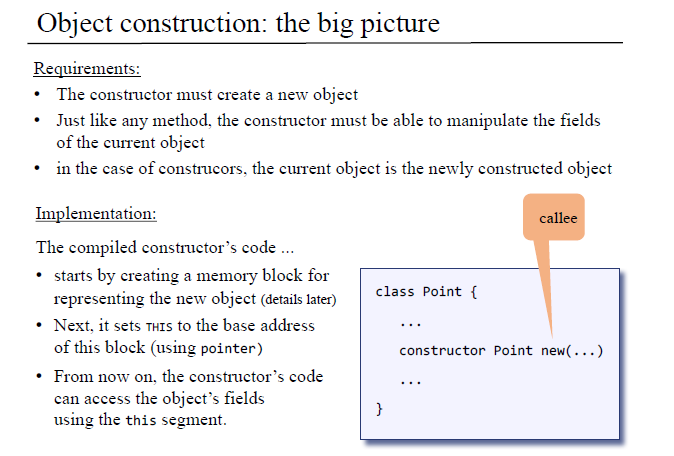 Object construction: the big picture
Requirements:
• The constructor must create a new object
• Just like any method, the constructor must be able to manipulate the fields
of the current object
• in the case of construcors, the current object is the newly constructed object
Implementation:
The compiled constructor’s code ...
• starts by creating a memory block for
representing the new object (details later)
• Next, it sets THIS to the base address
of this block (using pointer)
• From now on, the constructor’s code
can access the object’s fields
using the this segment.
callee
class Point {
...
constructor Point new(...)
...
}